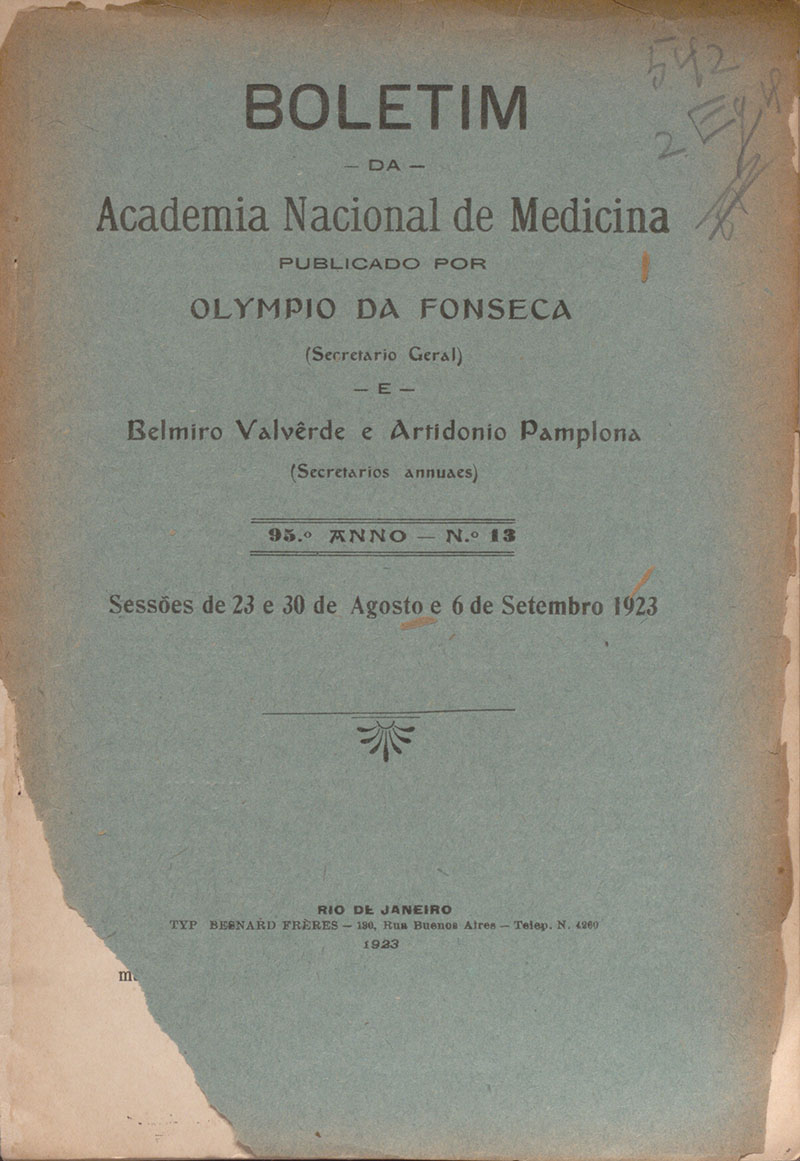 542
2
BOLETIM
— DA —
Academia Nacional de Medicina
PUBLICADO POR
OLYMPIO DA FONSECA
(Secretario Geral)
— E —
Belmiro Valvêrde e Artidonio Pamplona
(Secretarios annuaes)
95.º ANNO — N.º 13
Sessões de 23 e 30 de Agosto e 6 de Setembro 1923
RIO DE JANEIRO
TYP BESNARD FRÈRES — 130, Rua Buenos Aires — Telep. N. 4260
1923